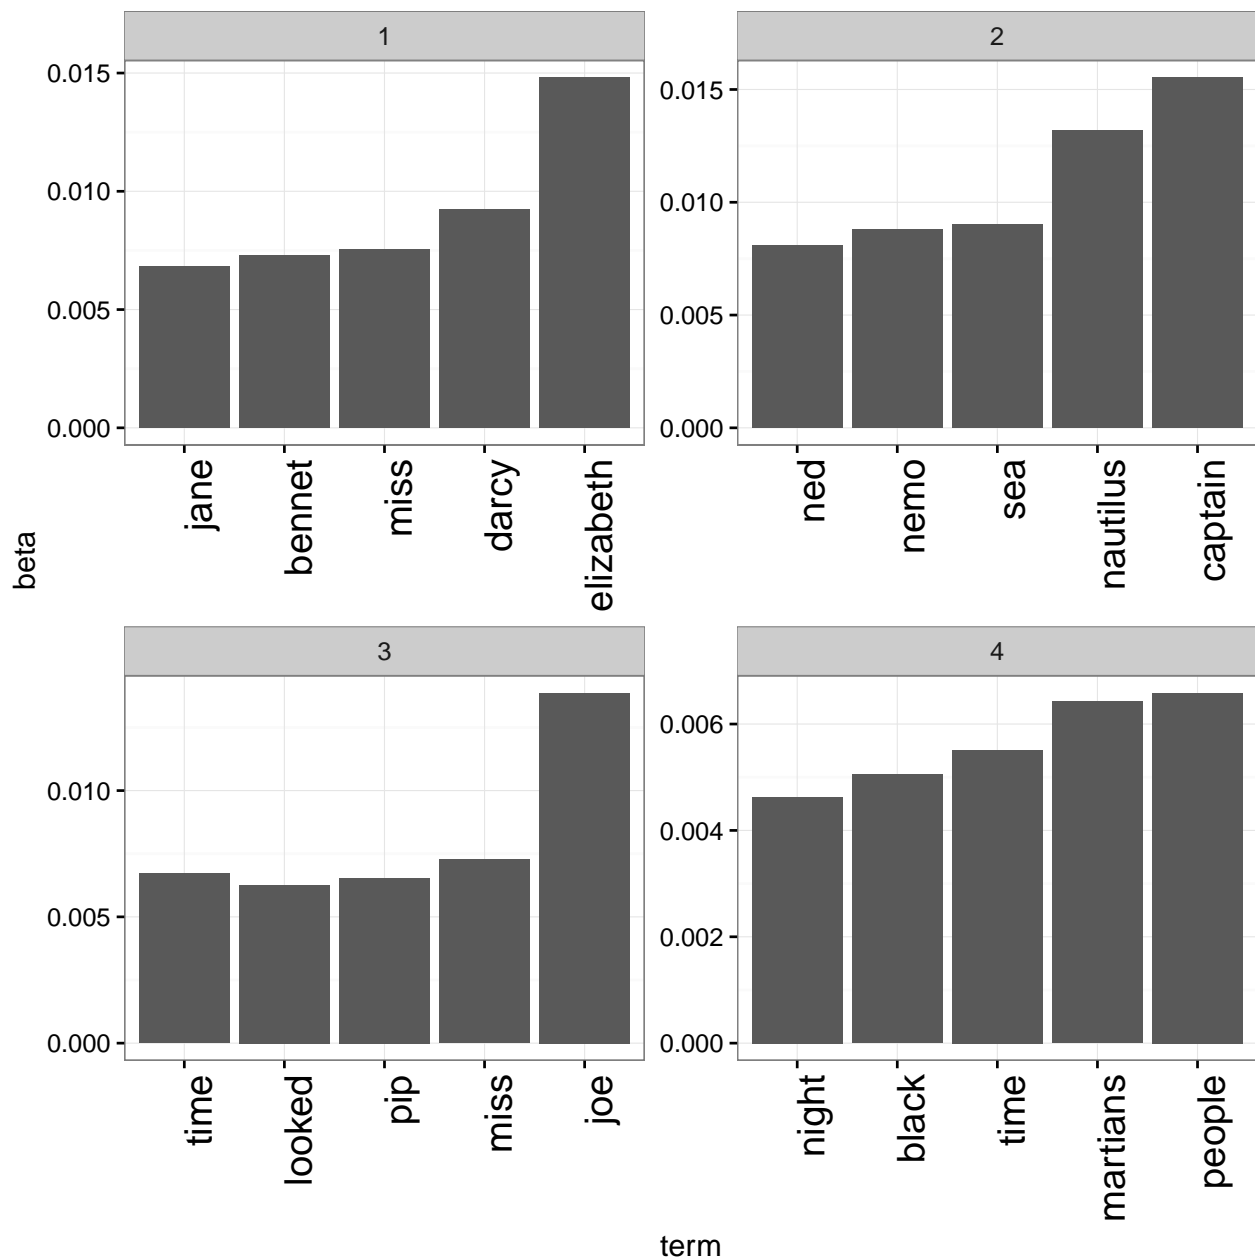 1
0.015
0.010
0.005
0.000
jane
bennet
miss
darcy
elizabeth
2
0.015
0.010
0.005
0.000
ned
nemo
sea
nautilus
captain
beta
3
0.010
0.005
0.000
time
looked
pip
miss
joe
4
0.006
0.004
0.002
0.000
night
black
time
martians
people
term